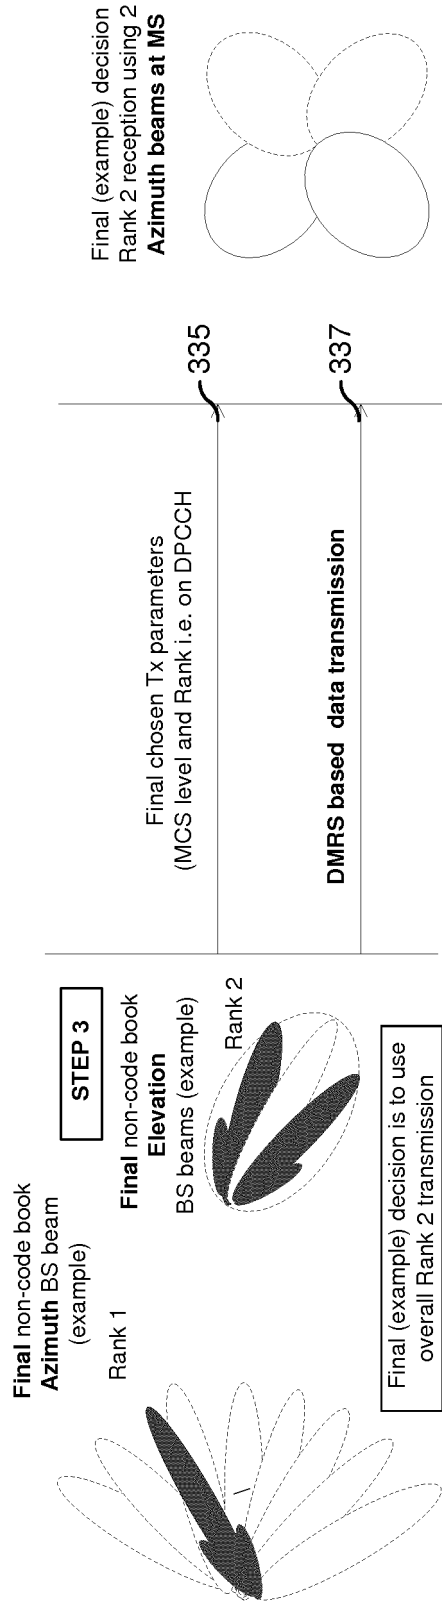 Final non-code book
Azimuth BS beam
(example)
Rank 1
STEP 3
Final non-code book
Elevation
BS beams (example)
Rank 2
Final (example) decision is to use
overall Rank 2 transmission
Final chosen Tx parameters
(MCS level and Rank i.e. on DPCCH
335
DMRS based data transmission
337
Final (example) decision
Rank 2 reception using 2
Azimuth beams at MS